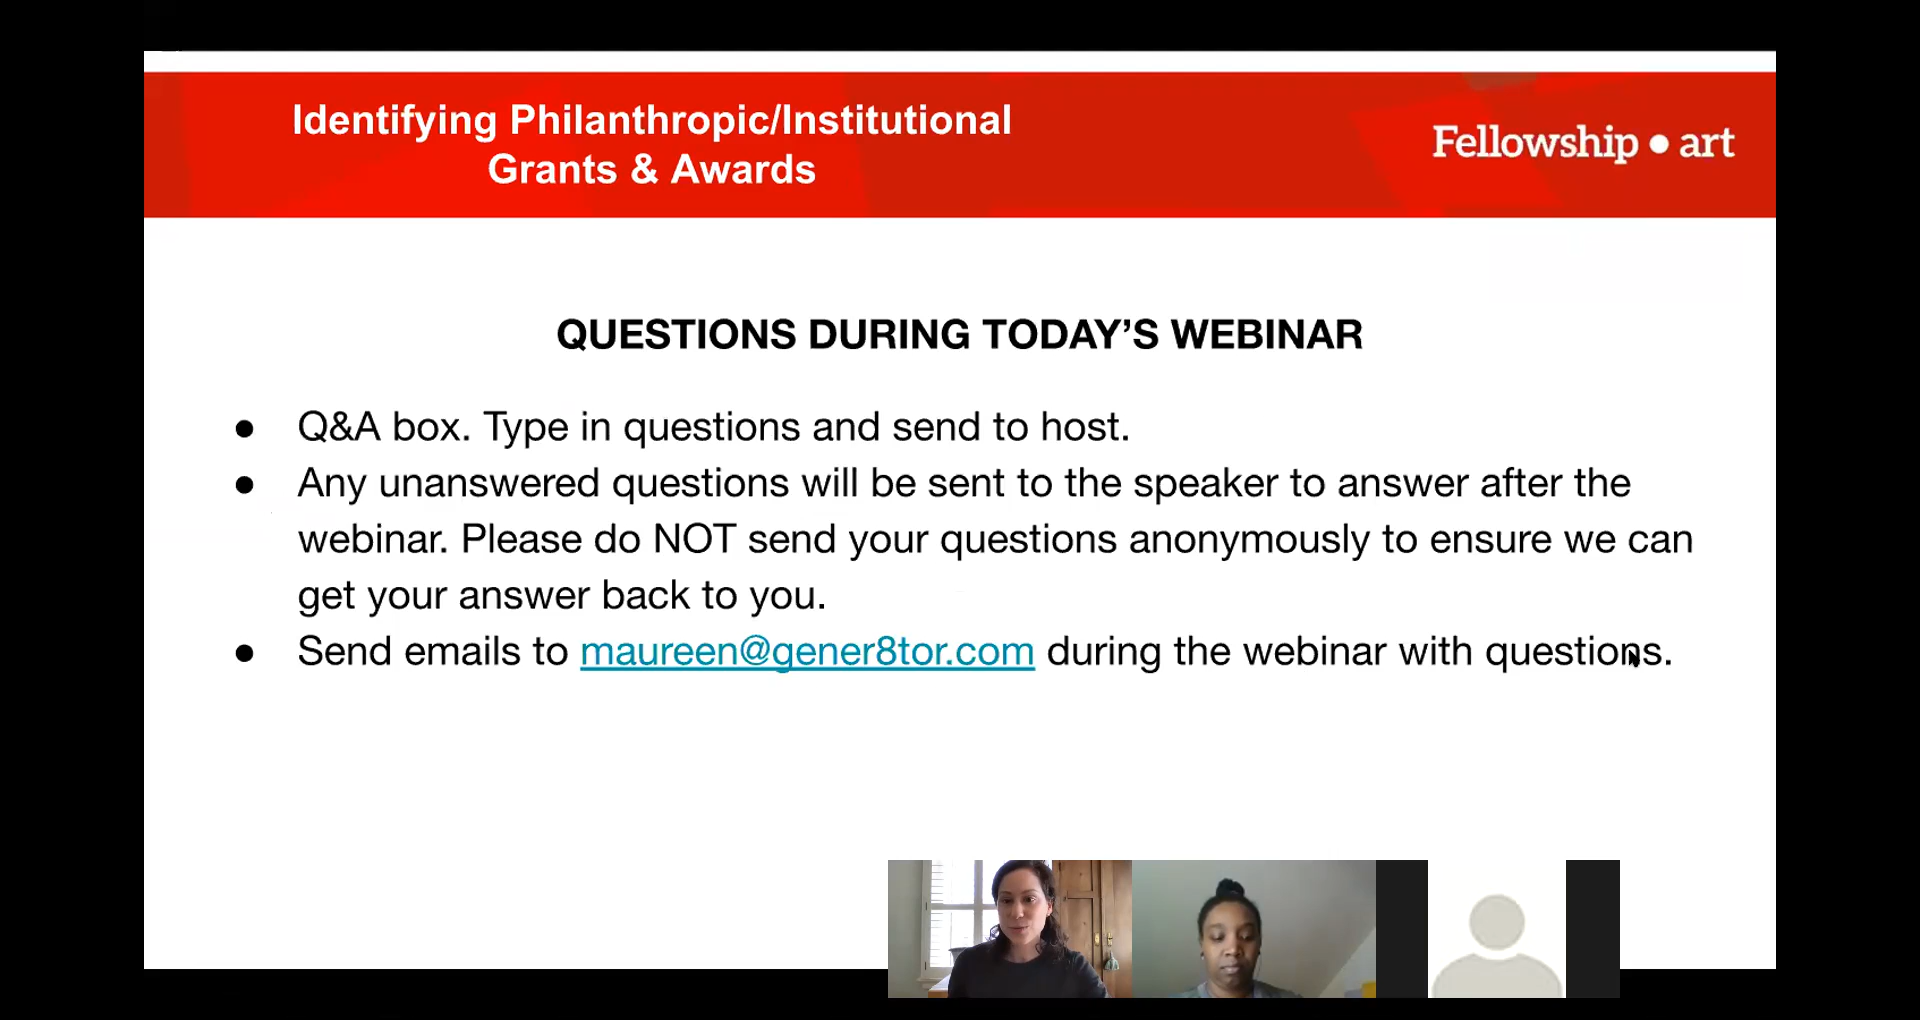 Identifying Philanthropic/Institutional
Grants & Awards
Fellowship ● art
QUESTIONS DURING TODAY’S WEBINAR
● Q&A box. Type in questions and send to host.
● Any unanswered questions will be sent to the speaker to answer after the
webinar. Please do NOT send your questions anonymously to ensure we can
get your answer back to you.
● Send emails to maureen@gener8tor.com during the webinar with questions.